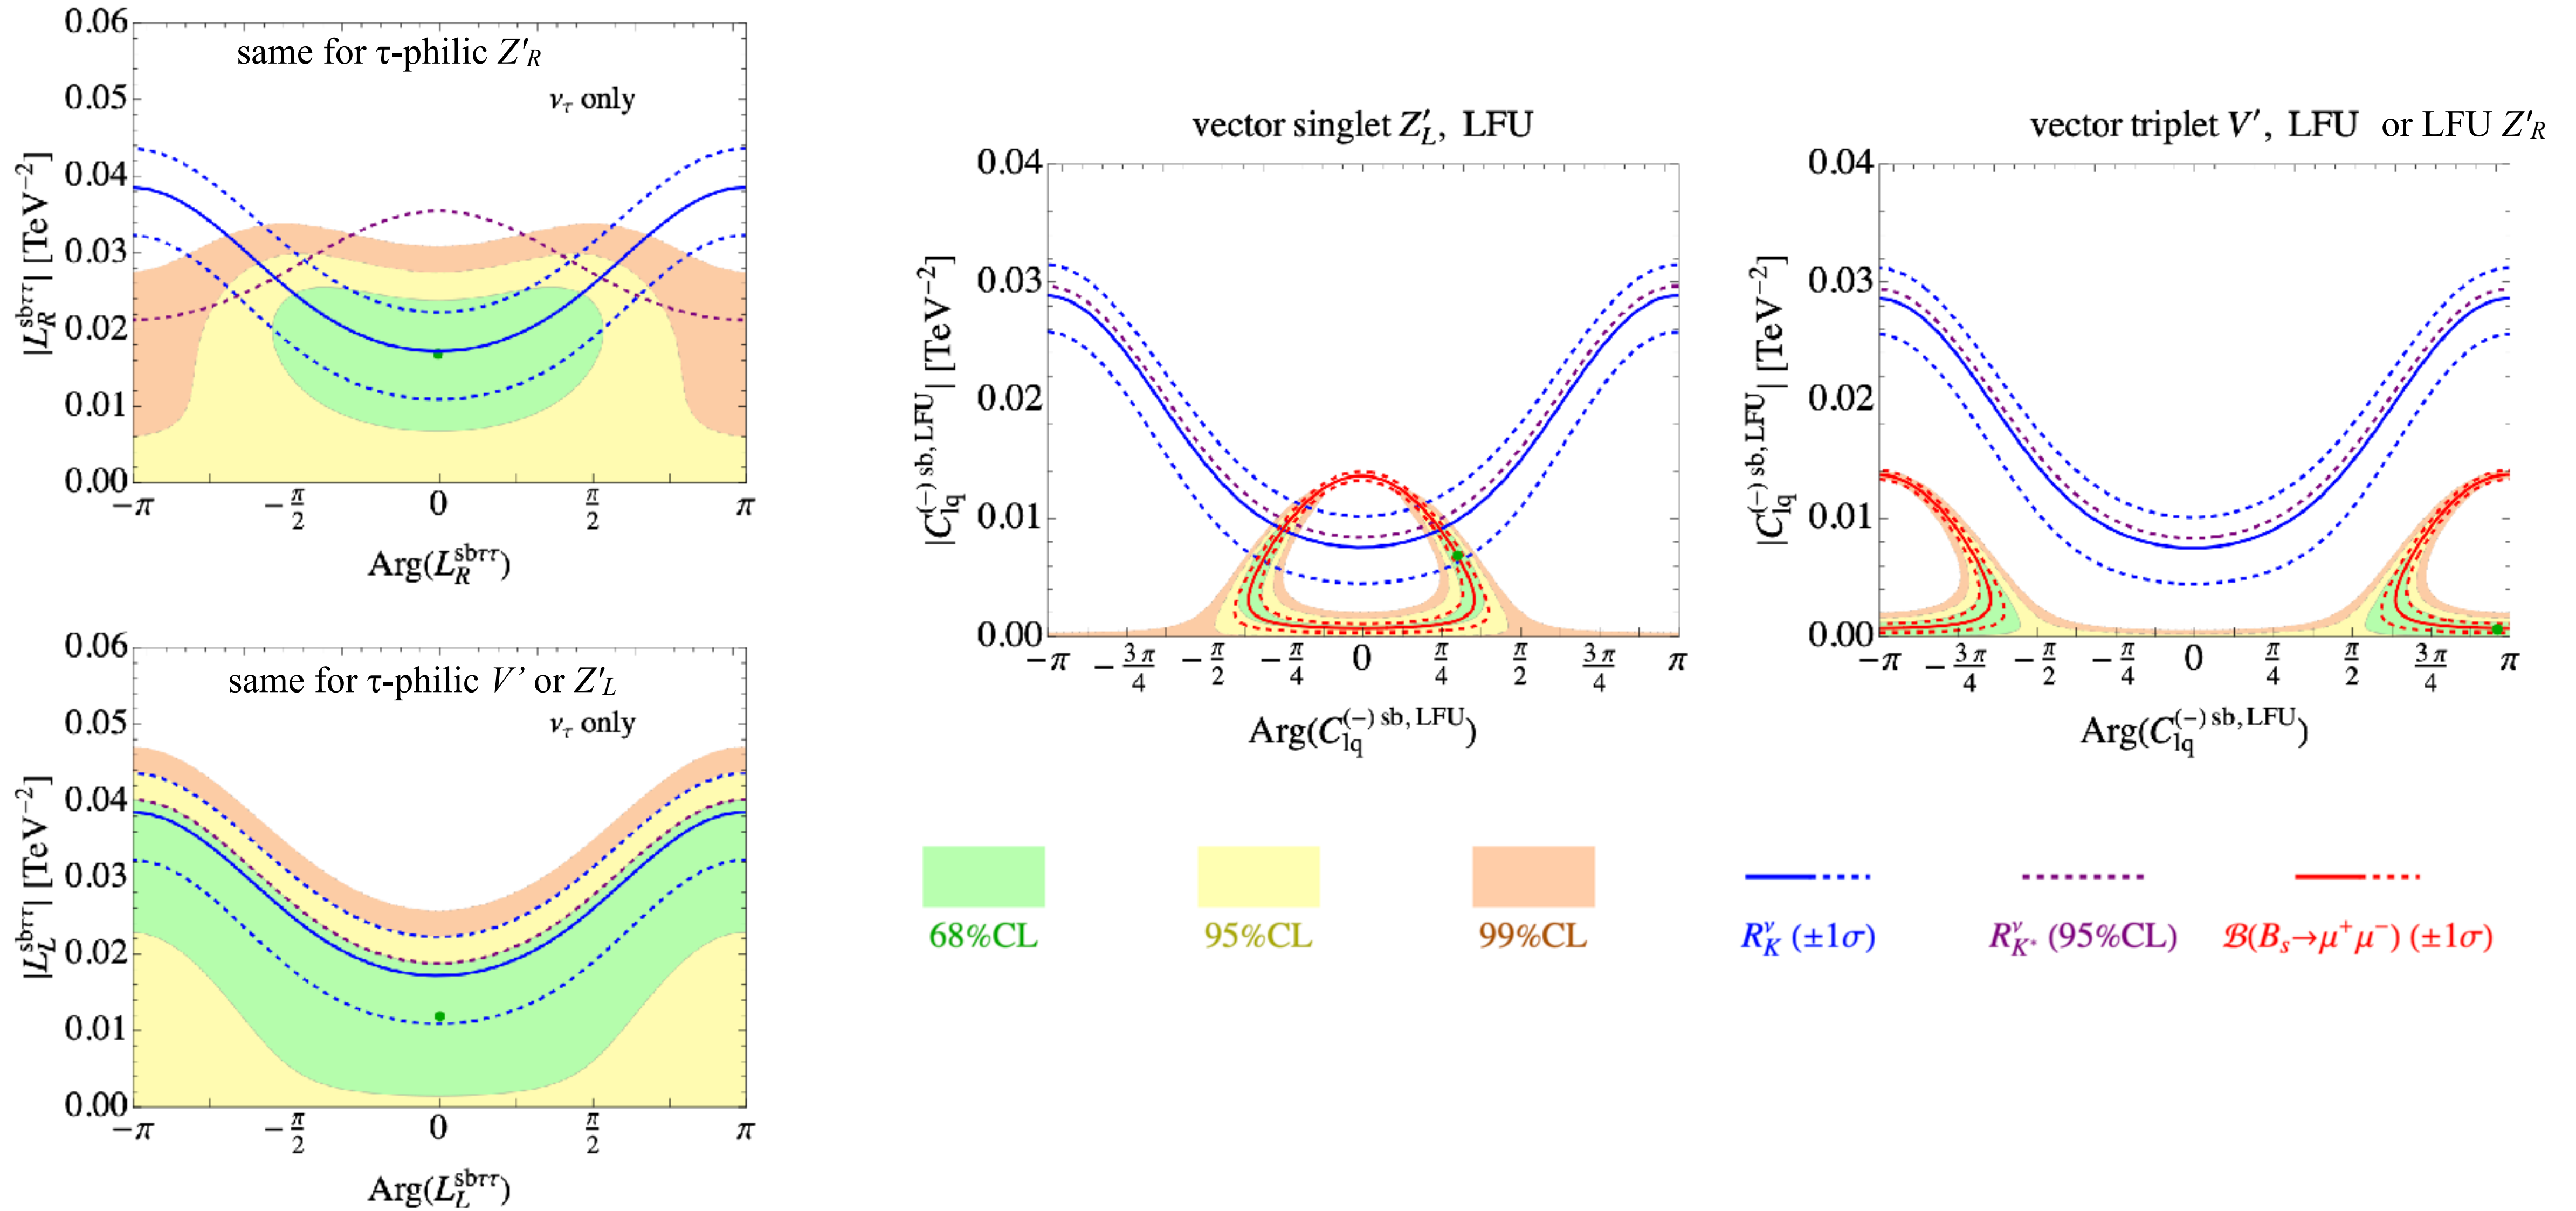 same for τ-philic Z'_R
ν_τ only
|L_R^{sbττ}| [TeV^{−2}]
0.06
0.05
0.04
0.03
0.02
0.01
0.00
−π
−π/2
0
π/2
π
Arg(L_R^{sbττ})
same for τ-philic V’ or Z'_L
ν_τ only
|L_L^{sbττ}| [TeV^{−2}]
0.06
0.05
0.04
0.03
0.02
0.01
0.00
−π
−π/2
0
π/2
π
Arg(L_L^{sbττ})
vector singlet Z'_L, LFU
|C_{lq}^{(−) sb, LFU}| [TeV^{−2}]
0.04
0.03
0.02
0.01
0.00
−π
−3π/4
−π/2
−π/4
0
π/4
π/2
3π/4
π
Arg(C_{lq}^{(−) sb, LFU})
vector triplet V', LFU or LFU Z'_R
|C_{lq}^{(−) sb, LFU}| [TeV^{−2}]
0.04
0.03
0.02
0.01
0.00
−π
−3π/4
−π/2
−π/4
0
π/4
π/2
3π/4
π
Arg(C_{lq}^{(−) sb, LFU})
68%CL
95%CL
99%CL
R_K^ν (±1σ)
R_{K*}^ν (95%CL)
ℬ(B_s→μ⁺μ⁻) (±1σ)